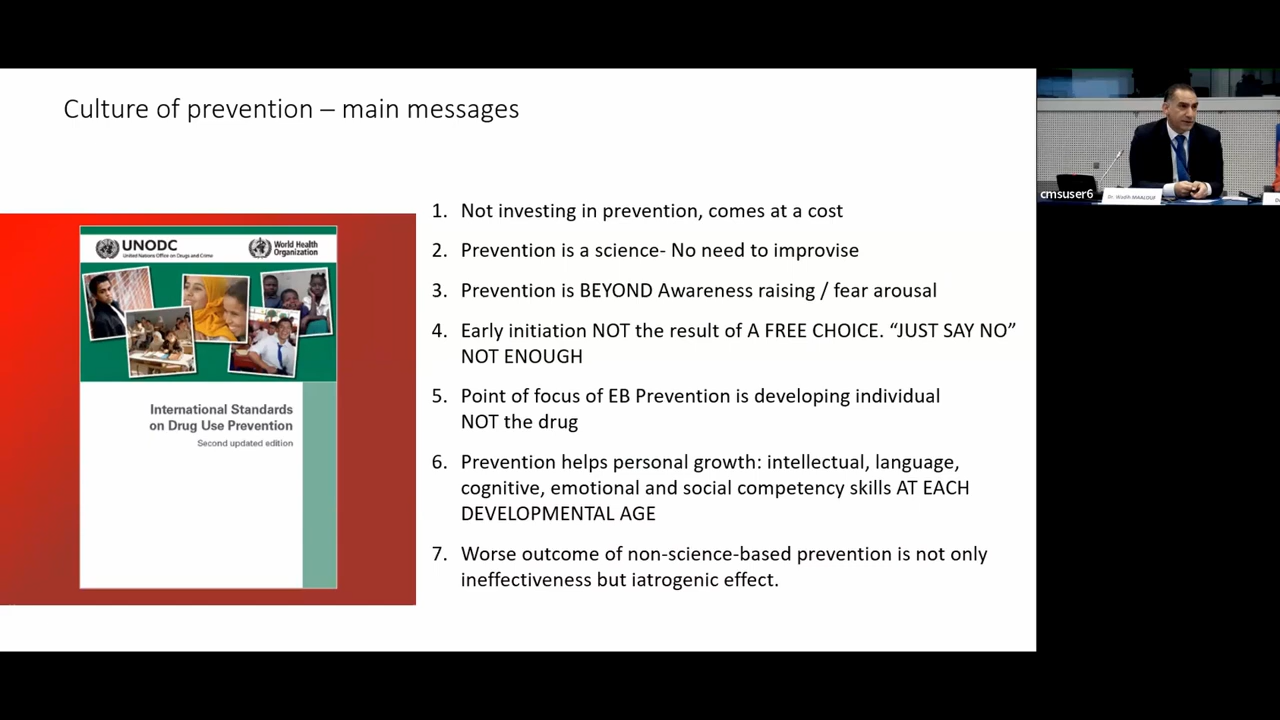 Culture of prevention – main messages
UNODC
United Nations Office on Drugs and Crime
World Health
Organization
International Standards
on Drug Use Prevention
Second updated edition
1. Not investing in prevention, comes at a cost
2. Prevention is a science- No need to improvise
3. Prevention is BEYOND Awareness raising / fear arousal
4. Early initiation NOT the result of A FREE CHOICE. “JUST SAY NO”
NOT ENOUGH
5. Point of focus of EB Prevention is developing individual
NOT the drug
6. Prevention helps personal growth: intellectual, language,
cognitive, emotional and social competency skills AT EACH
DEVELOPMENTAL AGE
7. Worse outcome of non-science-based prevention is not only
ineffectiveness but iatrogenic effect.
cmsuser6
Dr. Wadih MAALOUF